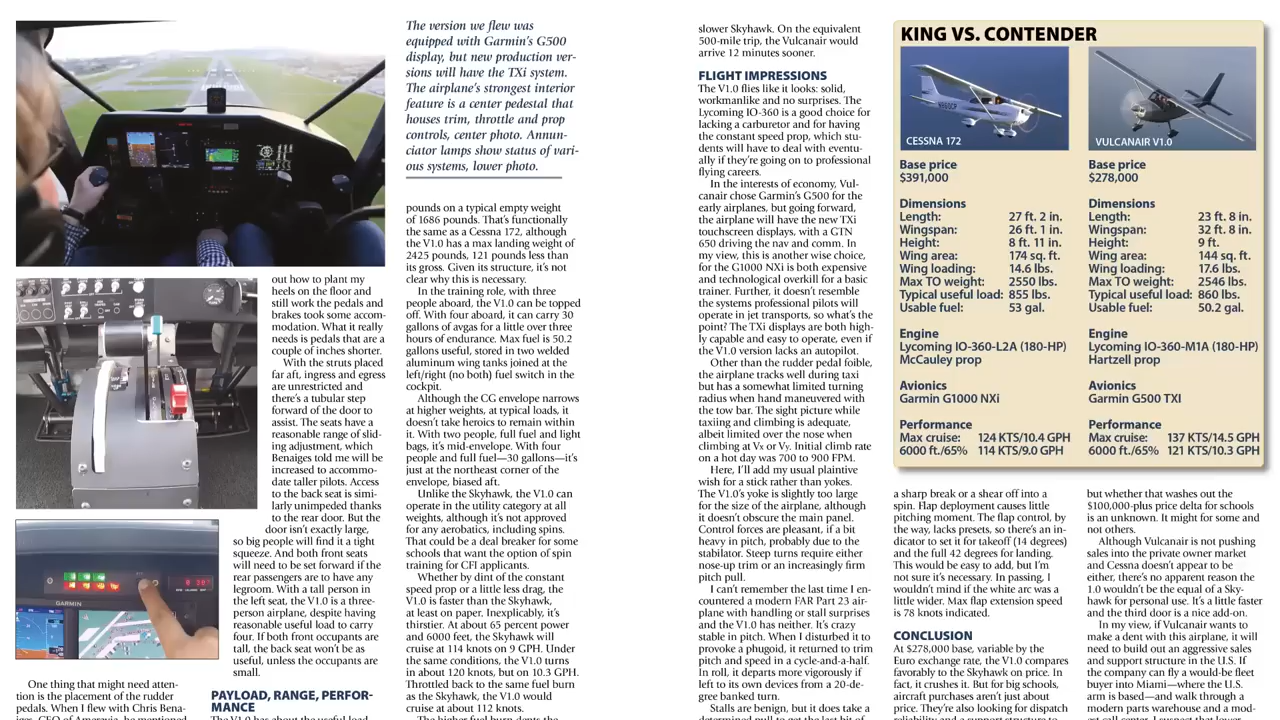 The version we flew was
equipped with Garmin's G500
display, but new production ver-
sions will have the TXi system.
The airplane's strongest interior
feature is a center pedestal that
houses trim, throttle and prop
controls, center photo. Annun-
ciator lamps show status of vari-
ous systems, lower photo.
GARMIN
out how to plant my
heels on the floor and
still work the pedals and
brakes took some accom-
modation. What it really
needs is pedals that are a
couple of inches shorter.
With the struts placed
far aft, ingress and egress
are unrestricted and
there's a tubular step
forward of the door to
assist. The seats have a
reasonable range of slid-
ing adjustment, which
Benaiges told me will be
increased to accommo-
date taller pilots. Access
to the back seat is simi-
larly unimpeded thanks
to the rear door. But the
door isn't exactly large,
so big people will find it a tight
squeeze. And both front seats
will need to be set forward if the
rear passengers are to have any
legroom. With a tall person in
the left seat, the V1.0 is a three-
person airplane, despite having
reasonable useful load to carry
four. If both front occupants are
tall, the back seat won't be as
useful, unless the occupants are
small.
One thing that might need atten-
tion is the placement of the rudder
pedals. When I flew with Chris Bena-
iges, CEO of Ameravia, he mentioned
PAYLOAD, RANGE, PERFOR-
MANCE
The V1.0 has about the useful load
pounds on a typical empty weight
of 1686 pounds. That's functionally
the same as a Cessna 172, although
the V1.0 has a max landing weight of
2425 pounds, 121 pounds less than
its gross. Given its structure, it's not
clear why this is necessary.
In the training role, with three
people aboard, the V1.0 can be topped
off. With four aboard, it can carry 30
gallons of avgas for a little over three
hours of endurance. Max fuel is 50.2
gallons useful, stored in two welded
aluminum wing tanks joined at the
left/right (no both) fuel switch in the
cockpit.
Although the CG envelope narrows
at higher weights, at typical loads, it
doesn't take heroics to remain within
it. With two people, full fuel and light
bags, it's mid-envelope. With four
people and full fuel—30 gallons—it's
just at the northeast corner of the
envelope, biased aft.
Unlike the Skyhawk, the V1.0 can
operate in the utility category at all
weights, although it's not approved
for any aerobatics, including spins.
That could be a deal breaker for some
schools that want the option of spin
training for CFI applicants.
Whether by dint of the constant
speed prop or a little less drag, the
V1.0 is faster than the Skyhawk,
at least on paper. Inexplicably, it's
thirstier. At about 65 percent power
and 6000 feet, the Skyhawk will
cruise at 114 knots on 9 GPH. Under
the same conditions, the V1.0 turns
in about 120 knots, but on 10.3 GPH.
Throttled back to the same fuel burn
as the Skyhawk, the V1.0 would
cruise at about 112 knots.
The higher fuel burn dents the
slower Skyhawk. On the equivalent
500-mile trip, the Vulcanair would
arrive 12 minutes sooner.
FLIGHT IMPRESSIONS
The V1.0 flies like it looks: solid,
workmanlike and no surprises. The
Lycoming IO-360 is a good choice for
lacking a carburetor and for having
the constant speed prop, which stu-
dents will have to deal with eventu-
ally if they're going on to professional
flying careers.
In the interests of economy, Vul-
canair chose Garmin's G500 for the
early airplanes, but going forward,
the airplane will have the new TXi
touchscreen displays, with a GTN
650 driving the nav and comm. In
my view, this is another wise choice,
for the G1000 NXi is both expensive
and technological overkill for a basic
trainer. Further, it doesn't resemble
the systems professional pilots will
operate in jet transports, so what's the
point? The TXi displays are both high-
ly capable and easy to operate, even if
the V1.0 version lacks an autopilot.
Other than the rudder pedal foible,
the airplane tracks well during taxi
but has a somewhat limited turning
radius when hand maneuvered with
the tow bar. The sight picture while
taxiing and climbing is adequate,
albeit limited over the nose when
climbing at Vx or Vy. Initial climb rate
on a hot day was 700 to 900 FPM.
Here, I'll add my usual plaintive
wish for a stick rather than yokes.
The V1.0's yoke is slightly too large
for the size of the airplane, although
it doesn't obscure the main panel.
Control forces are pleasant, if a bit
heavy in pitch, probably due to the
stabilator. Steep turns require either
nose-up trim or an increasingly firm
pitch pull.
I can't remember the last time I en-
countered a modern FAR Part 23 air-
plane with handling or stall surprises
and the V1.0 has neither. It's crazy
stable in pitch. When I disturbed it to
provoke a phugoid, it returned to trim
pitch and speed in a cycle-and-a-half.
In roll, it departs more vigorously if
left to its own devices from a 20-de-
gree banked turn.
Stalls are benign, but it does take a
determined pull to get the last bit of
KING VS. CONTENDER
CESSNA 172
VULCANAIR V1.0
Base price
$391,000
Dimensions
Length: 27 ft. 2 in.
Wingspan: 26 ft. 1 in.
Height: 8 ft. 11 in.
Wing area: 174 sq. ft.
Wing loading: 14.6 lbs.
Max TO weight: 2550 lbs.
Typical useful load: 855 lbs.
Usable fuel: 53 gal.
Engine
Lycoming IO-360-L2A (180-HP)
McCauley prop
Avionics
Garmin G1000 NXi
Performance
Max cruise: 124 KTS/10.4 GPH
6000 ft./65% 114 KTS/9.0 GPH
Base price
$278,000
Dimensions
Length: 23 ft. 8 in.
Wingspan: 32 ft. 8 in.
Height: 9 ft.
Wing area: 144 sq. ft.
Wing loading: 17.6 lbs.
Max TO weight: 2546 lbs.
Typical useful load: 860 lbs.
Usable fuel: 50.2 gal.
Engine
Lycoming IO-360-M1A (180-HP)
Hartzell prop
Avionics
Garmin G500 TXI
Performance
Max cruise: 137 KTS/14.5 GPH
6000 ft./65% 121 KTS/10.3 GPH
a sharp break or a shear off into a
spin. Flap deployment causes little
pitching moment. The flap control, by
the way, lacks presets, so there's an in-
dicator to set it for takeoff (14 degrees)
and the full 42 degrees for landing.
This would be easy to add, but I'm
not sure it's necessary. In passing, I
wouldn't mind if the white arc was a
little wider. Max flap extension speed
is 78 knots indicated.
CONCLUSION
At $278,000 base, variable by the
Euro exchange rate, the V1.0 compares
favorably to the Skyhawk on price. In
fact, it crushes it. But for big schools,
aircraft purchases aren't just about
price. They're also looking for dispatch
reliability and a support structure to
but whether that washes out the
$100,000-plus price delta for schools
is an unknown. It might for some and
not others.
Although Vulcanair is not pushing
sales into the private owner market
and Cessna doesn't appear to be
either, there's no apparent reason the
1.0 wouldn't be the equal of a Sky-
hawk for personal use. It's a little faster
and the third door is a nice add-on.
In my view, if Vulcanair wants to
make a dent with this airplane, it will
need to build out an aggressive sales
and support structure in the U.S. If
the company can fly a would-be fleet
buyer into Miami—where the U.S.
arm is based—and walk through a
modern parts warehouse and a mod-
est call center, I suspect that lower